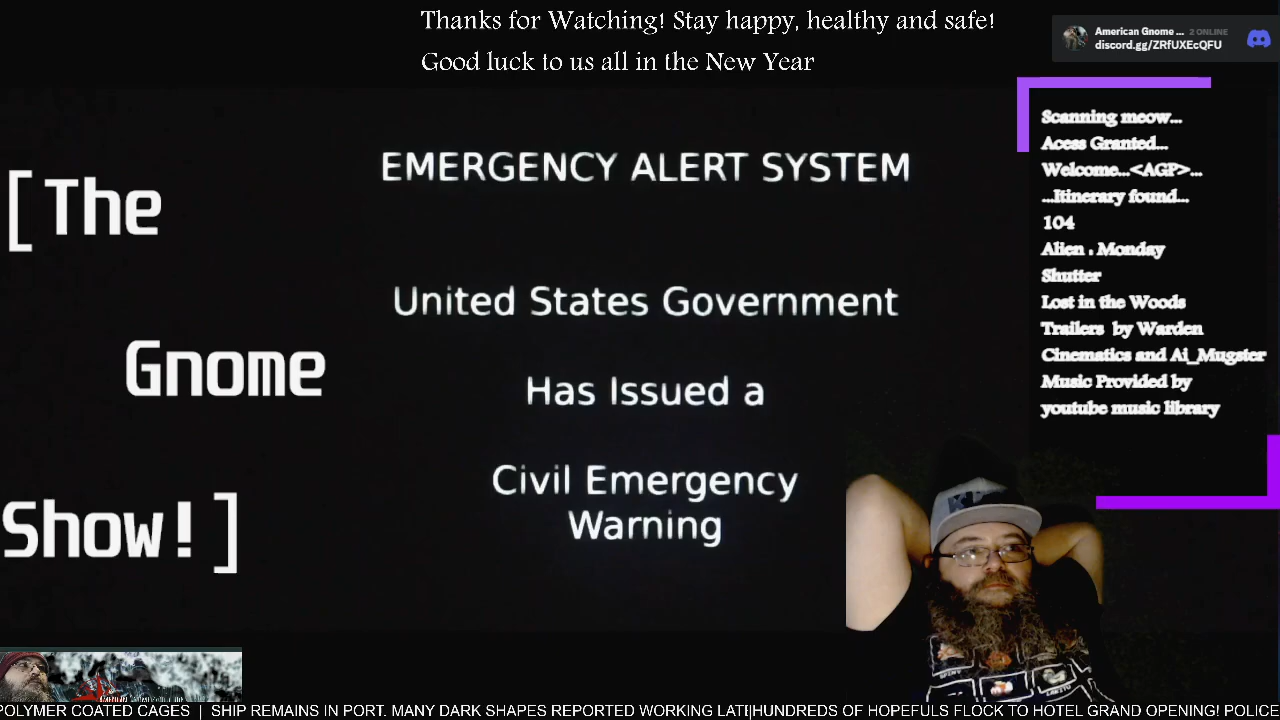 Thanks for Watching! Stay happy, healthy and safe!
Good luck to us all in the New Year
American Gnome ... 2 ONLINE
discord.gg/ZRfUXEcQFU
[The
Gnome
Show!]
EMERGENCY ALERT SYSTEM
United States Government
Has Issued a
Civil Emergency
Warning
Scanning meow...
Acess Granted...
Welcome...<AGP>...
...Itinerary found...
104
Alien . Monday
Shutter
Lost in the Woods
Trailers by Warden
Cinematics and Ai_Mugster
Music Provided by
youtube music library
POLYMER COATED CAGES | SHIP REMAINS IN PORT. MANY DARK SHAPES REPORTED WORKING LATE|HUNDREDS OF HOPEFULS FLOCK TO HOTEL GRAND OPENING! POLICE